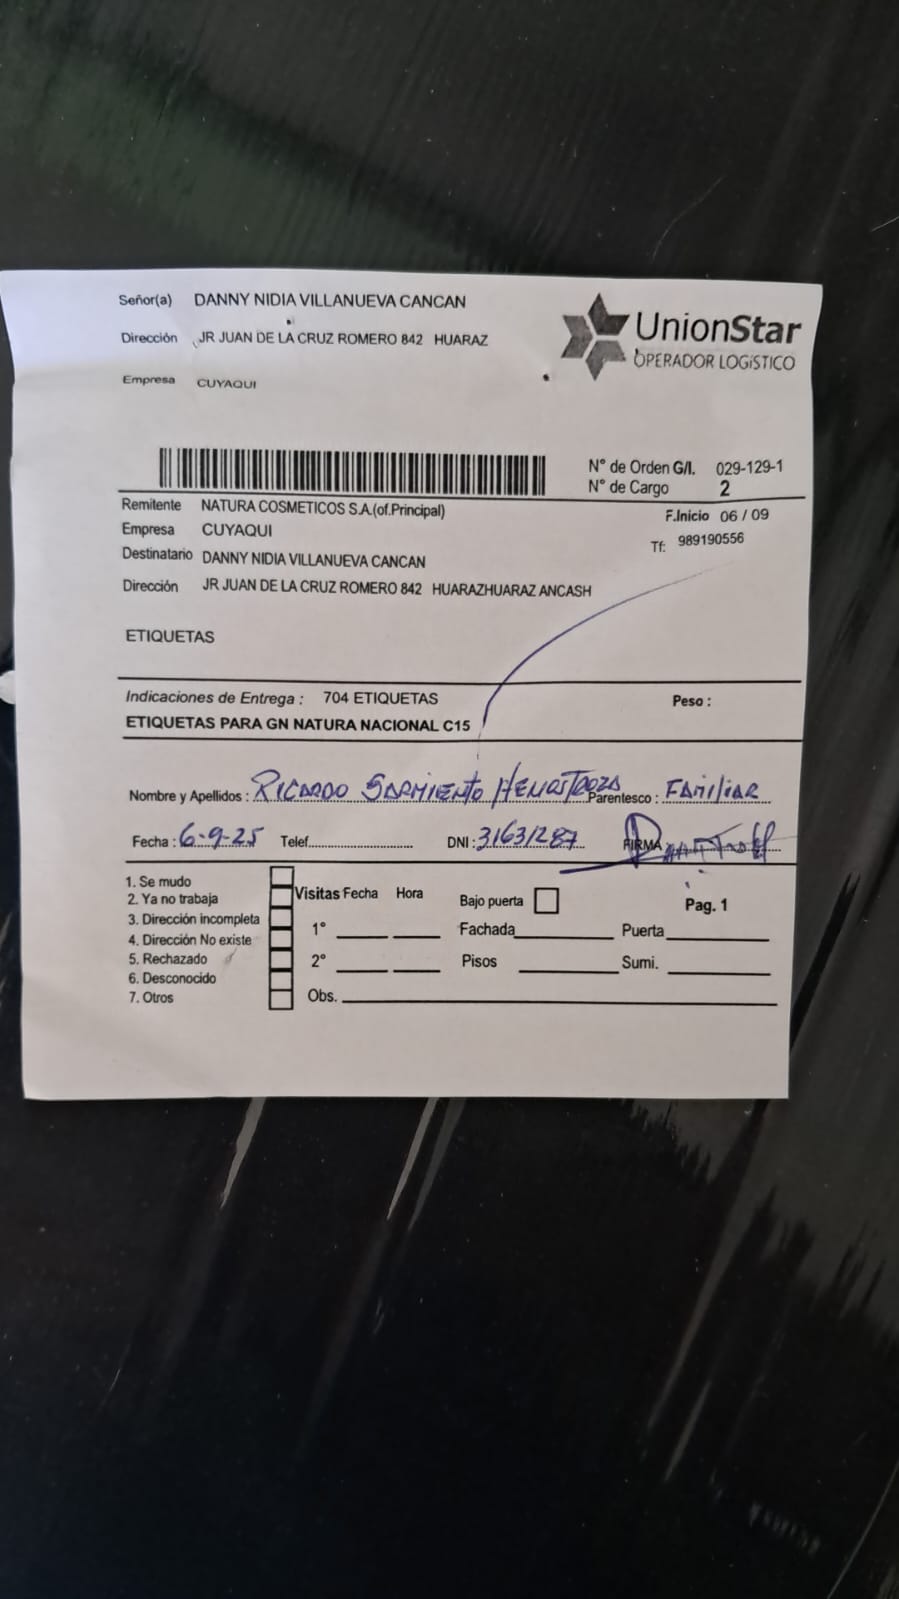 Señor(a) DANNY NIDIA VILLANUEVA CANCAN
Dirección JR JUAN DE LA CRUZ ROMERO 842 HUARAZ
Empresa CUYAQUI
UnionStar
OPERADOR LOGíSTICO
N° de Orden G/I. 029-129-1
N° de Cargo 2
Remitente NATURA COSMETICOS S.A.(of.Principal)
F.Inicio 06 / 09
Empresa CUYAQUI
Tf: 989190556
Destinatario DANNY NIDIA VILLANUEVA CANCAN
Dirección JR JUAN DE LA CRUZ ROMERO 842 HUARAZHUARAZ ANCASH
ETIQUETAS
Indicaciones de Entrega : 704 ETIQUETAS Peso :
ETIQUETAS PARA GN NATURA NACIONAL C15
Nombre y Apellidos : RICARDO SARMIENTO HENOSTROZA Parentesco : FAMILIAR
Fecha : 6-9-25 Telef. DNI : 31631287 FIRMA
1. Se mudo
2. Ya no trabaja
3. Dirección incompleta
4. Dirección No existe
5. Rechazado
6. Desconocido
7. Otros
Visitas Fecha Hora
1°
2°
Obs.
Bajo puerta
Fachada Puerta
Pisos Sumi.
Pag. 1